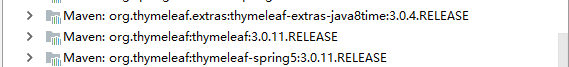 Maven: org.thymeleaf.extras:thymeleaf-extras-java8time:3.0.4.RELEASE
Maven: org.thymeleaf:thymeleaf:3.0.11.RELEASE
Maven: org.thymeleaf:thymeleaf-spring5:3.0.11.RELEASE